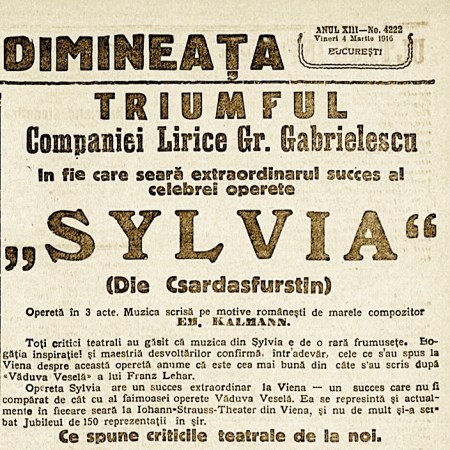 DIMINEAȚA
ANUL XIII—No. 4222
Vineri 4 Martie 1916
BUCUREȘTI
TRIUMFUL
Companiei Lirice Gr. Gabrielescu
In fie care seară extraordinarul succes al
celebrei operete
„SYLVIA“
(Die Csardasfurstin)
Operetă în 3 acte. Muzica scrisă pe motive românești de marele compozitor
EM. KALMANN.
Toți critici teatrali au găsit că muzica din Sylvia e de o rară frumusețe. Bo-
găția inspirației și maestriă desvoltărilor confirmă, într'adevăr, cele ce s'au spus la
Viena despre această operetă anume că este cea mai bună din câte s'au scris după
«Văduva Veselă» a lui Franz Lehar.
Opereta Sylvia are un succes extraordinar la Viena — un succes care nu fi
comparat de cât cu al faimoasei operete Văduva Veselă. Ea se represintă și actual-
mente în fiecare seară la Iohann-Strauss-Theater din Viena, și nu de mult și-a ser-
bat Jubileul de 150 reprezentații în șir.
Ce spune criticile teatrale de la noi.